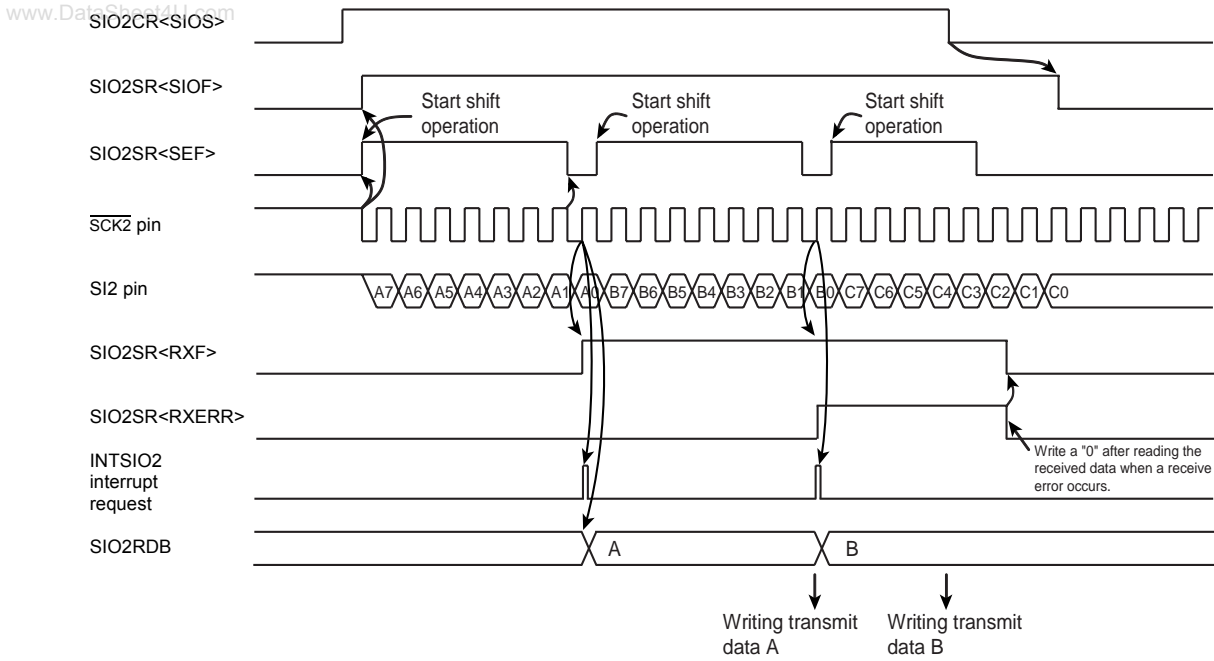 www.DataSheet4U.com
SIO2CR<SIOS>
SIO2SR<SIOF>
Start shift
operation
Start shift
operation
Start shift
operation
SIO2SR<SEF>
SCK2 pin
SI2 pin
A7 A6 A5 A4 A3 A2 A1 A0 B7 B6 B5 B4 B3 B2 B1 B0 C7 C6 C5 C4 C3 C2 C1 C0
SIO2SR<RXF>
SIO2SR<RXERR>
Write a "0" after reading the
received data when a receive
error occurs.
INTSIO2
interrupt
request
SIO2RDB
A
B
Writing transmit
data A
Writing transmit
data B